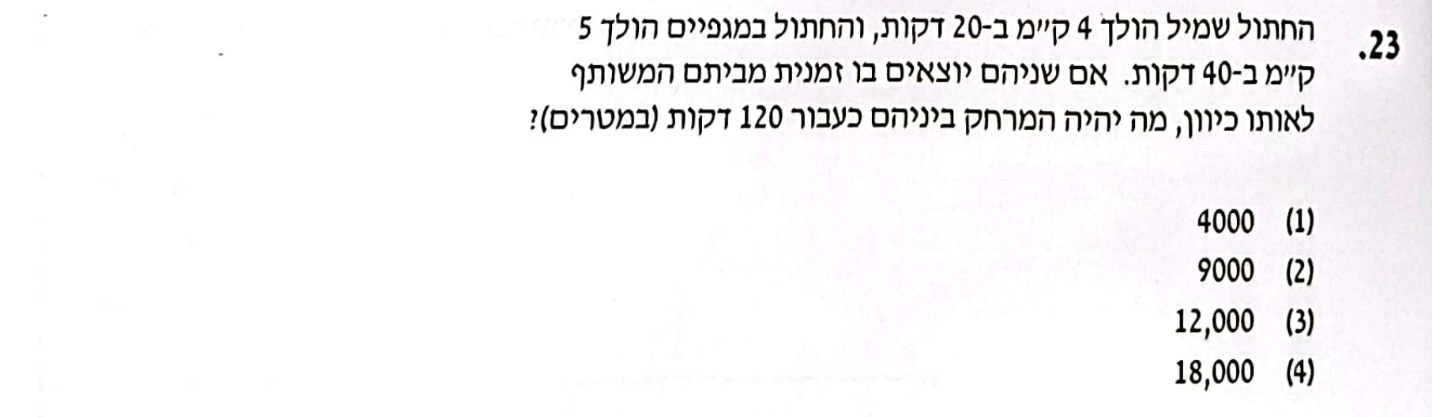 23. החתול שמיל הולך 4 ק״מ ב-20 דקות, והחתול במגפיים הולך 5
ק״מ ב-40 דקות. אם שניהם יוצאים בו זמנית מביתם המשותף
לאותו כיוון, מה יהיה המרחק ביניהם כעבור 120 דקות (במטרים)?
(1) 4000
(2) 9000
(3) 12,000
(4) 18,000